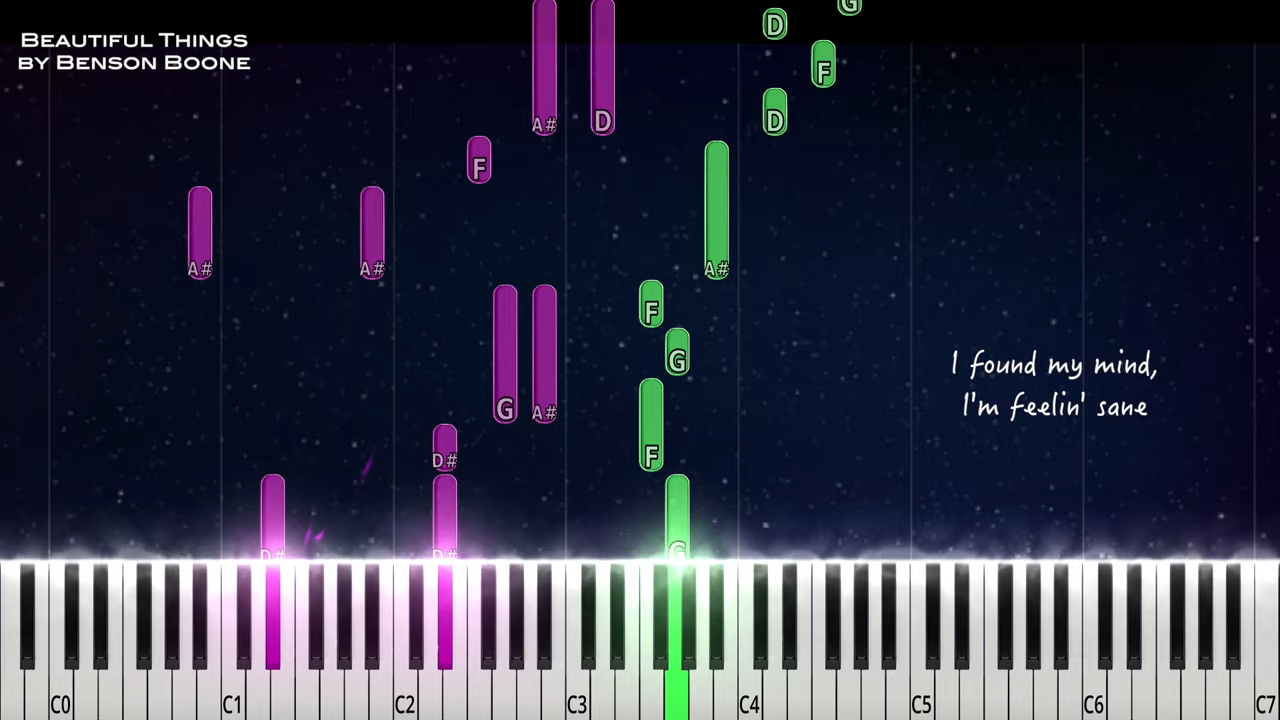 BEAUTIFUL THINGS
BY BENSON BOONE
G
D
F
A# D D
F
A#
A# A# A#
F
G
G A#
F
D#
D# D# G
I found my mind,
I'm feelin' sane
C0 C1 C2 C3 C4 C5 C6 C7